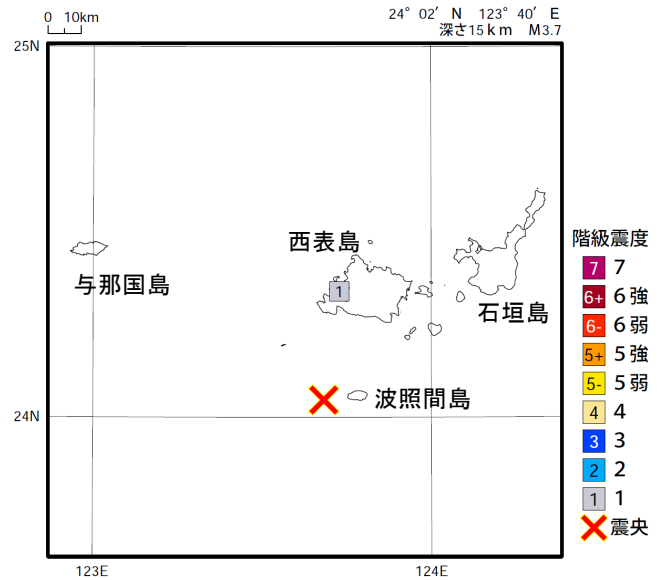 0 10km
24° 02′ N 123° 40′ E
深さ15km M3.7
25N
西表島
与那国島
1
石垣島
波照間島
24N
123E
124E
階級震度
7 7
6+ 6強
6- 6弱
5+ 5強
5- 5弱
4 4
3 3
2 2
1 1
震央